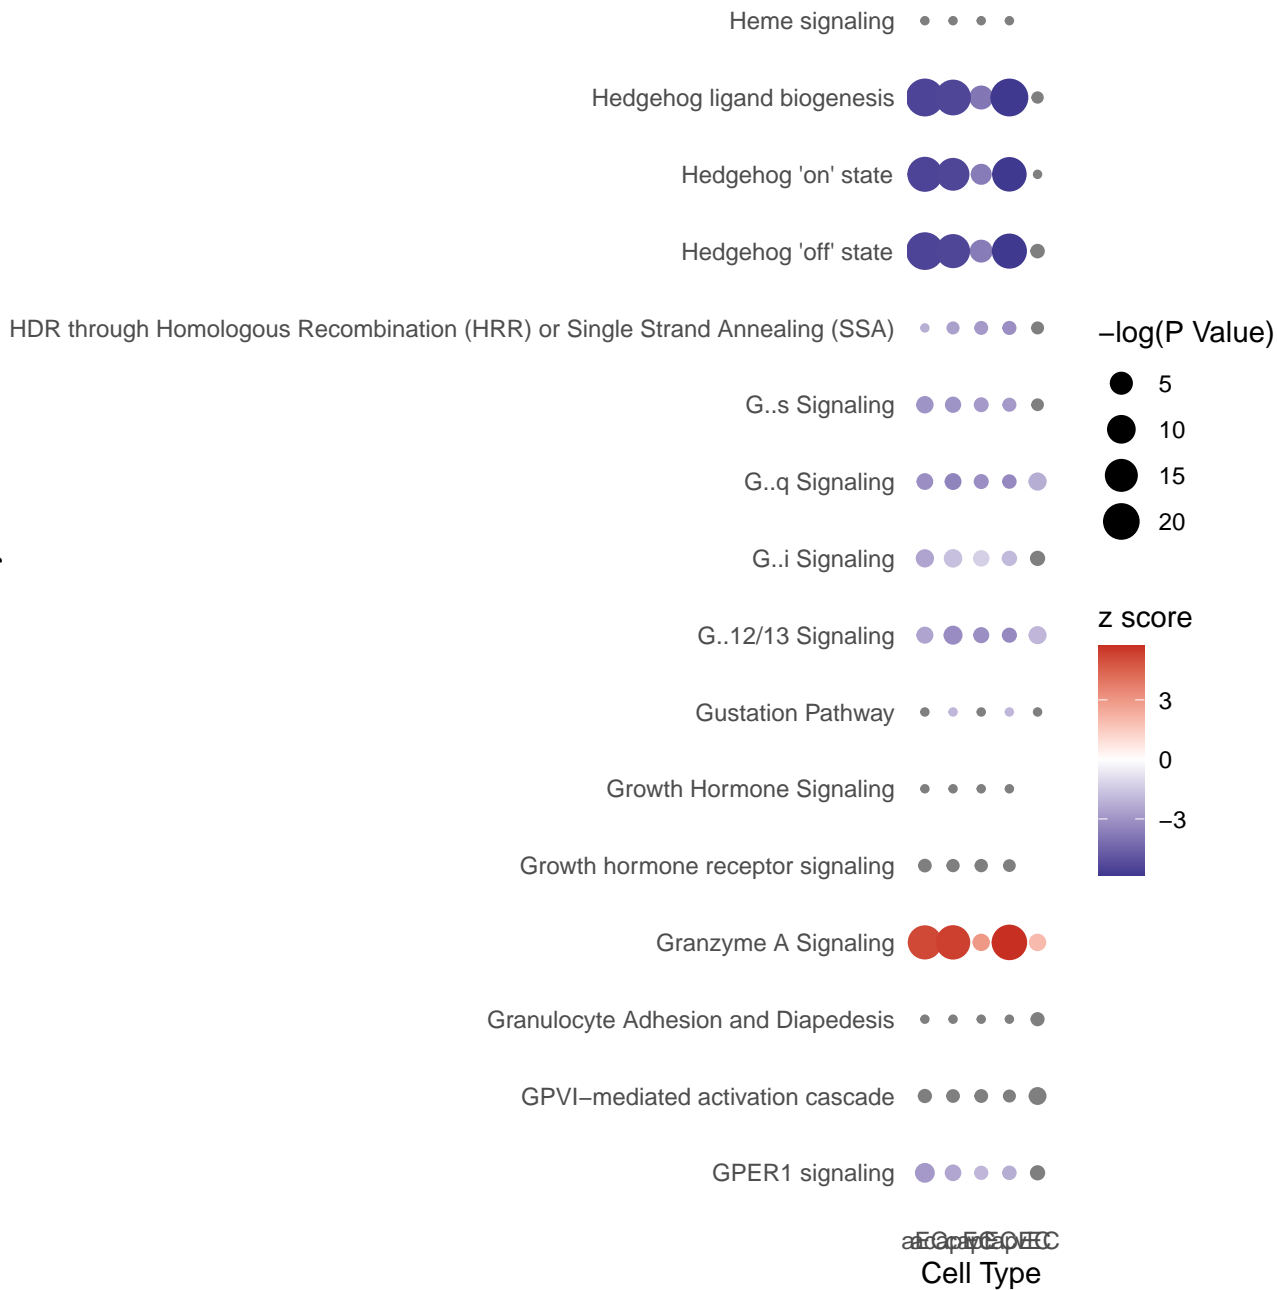 Heme signaling
Hedgehog ligand biogenesis
Hedgehog 'on' state
Hedgehog 'off' state
HDR through Homologous Recombination (HRR) or Single Strand Annealing (SSA)
G..s Signaling
G..q Signaling
G..i Signaling
G..12/13 Signaling
Gustation Pathway
Growth Hormone Signaling
Growth hormone receptor signaling
Granzyme A Signaling
Granulocyte Adhesion and Diapedesis
GPVI−mediated activation cascade
GPER1 signaling
Cell Type
−log(P Value)
5
10
15
20
z score
3
0
−3